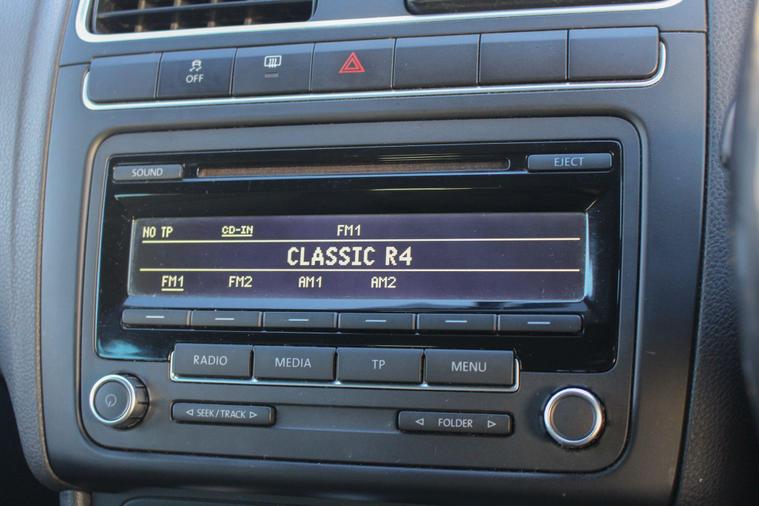 OFF
SOUND
EJECT
NO TP CD-IN FM1
CLASSIC R4
FM1 FM2 AM1 AM2
RADIO MEDIA TP MENU
SEEK/TRACK
FOLDER